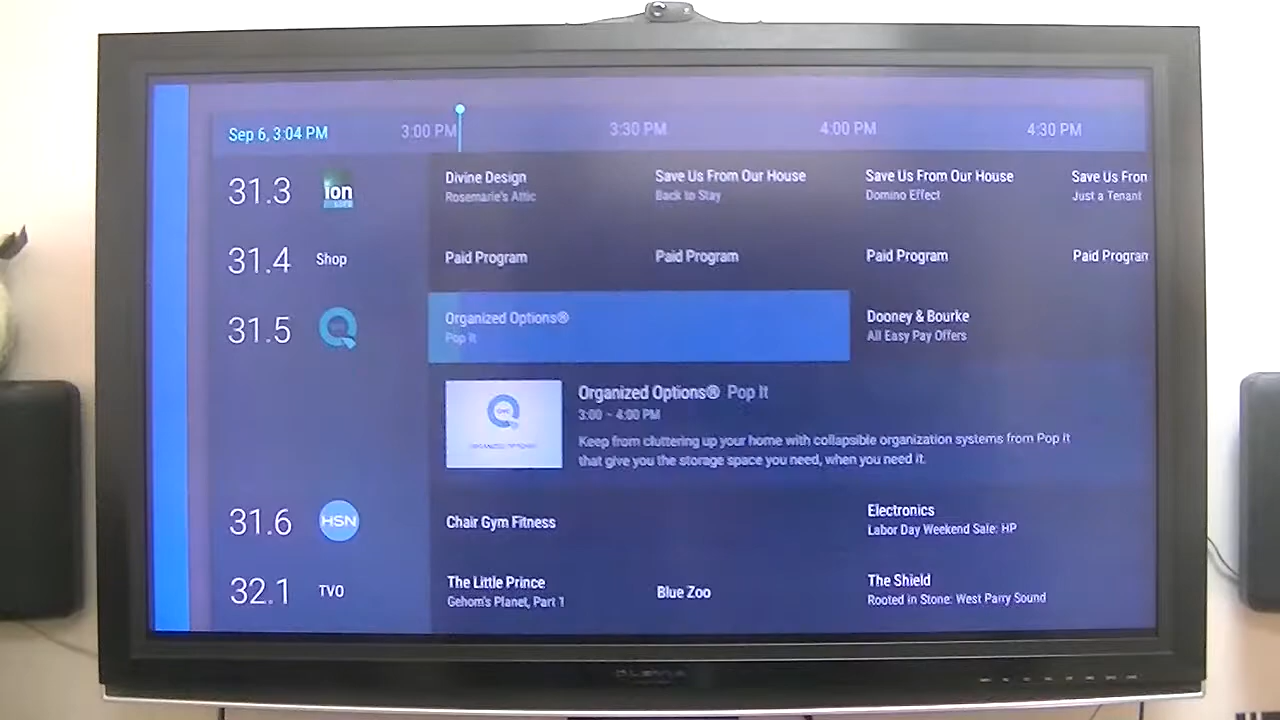 Sep 6, 3:04 PM 3:00 PM 3:30 PM 4:00 PM 4:30 PM
31.3 ion Divine Design Save Us From Our House Save Us From Our House Save Us Fron
Rosemarie's Attic Back to Stay Domino Effect Just a Tenant
31.4 Shop Paid Program Paid Program Paid Program Paid Progran
31.5 Organized Options® Dooney & Bourke
Pop It All Easy Pay Offers
Organized Options® Pop It
3:00 - 4:00 PM
Keep from cluttering up your home with collapsible organization systems from Pop It
that give you the storage space you need, when you need it.
31.6 HSN Chair Gym Fitness Electronics
Labor Day Weekend Sale: HP
32.1 TVO The Little Prince Blue Zoo The Shield
Gehom's Planet, Part 1 Rooted in Stone: West Parry Sound